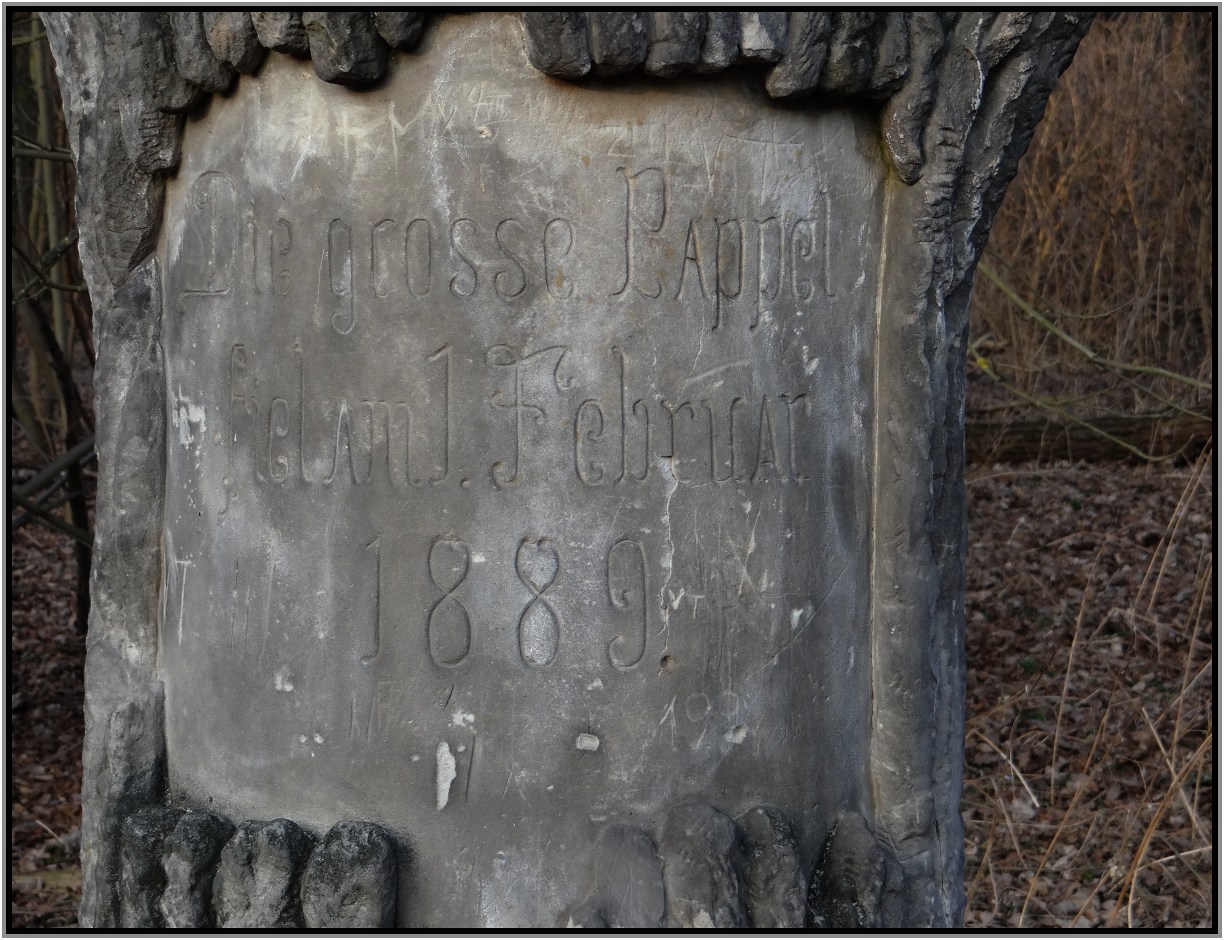 Die grosse Pappel
fiel am 1. Februar
1889.